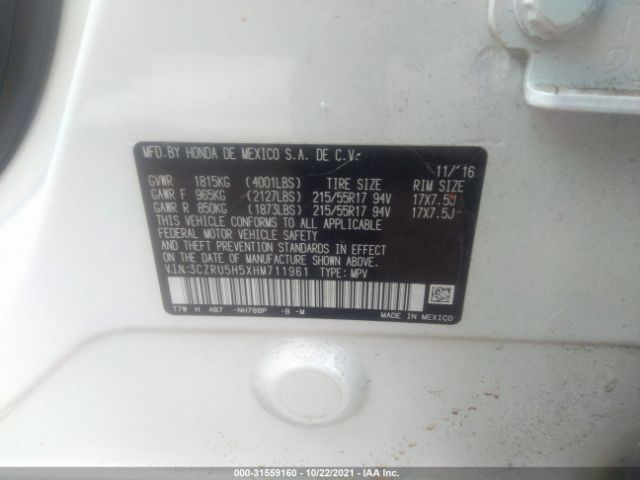 MFD.BY HONDA DE MEXICO S.A. DE C.V. 11/'16
GVWR 1815KG (4001LBS) TIRE SIZE RIM SIZE
GAWR F 965KG (2127LBS) 215/55R17 94V 17X7.5J
GAWR R 850KG (1873LBS) 215/55R17 94V 17X7.5J
THIS VEHICLE CONFORMS TO ALL APPLICABLE
FEDERAL MOTOR VEHICLE SAFETY
AND THEFT PREVENTION STANDARDS IN EFFECT
ON THE DATE OF MANUFACTURE SHOWN ABOVE.
V.I.N:3CZRU5H5XHM711961 TYPE: MPV
T7W H AB7 -NH788P -B -M MADE IN MEXICO
000-31559160 - 10/22/2021 - IAA Inc.